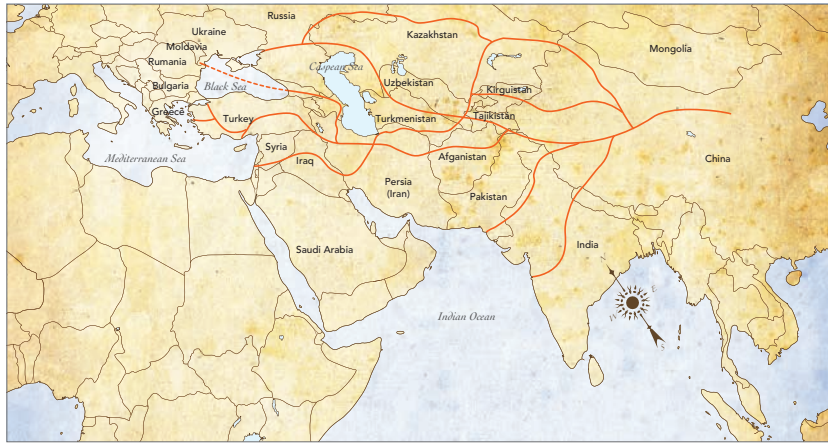 Russia
Ukraine
Kazakhstan
Moldavia
Mongolia
Rumania
Caspean Sea
Black Sea
Uzbekistan
Bulgaria
Kirguistan
Greece
Turkey
Turkmenistan
Tajikistan
Syria
Iraq
Afganistan
China
Mediterranean Sea
Persia
(Iran)
Pakistan
Saudi Arabia
India
N
E
W
S
Indian Ocean